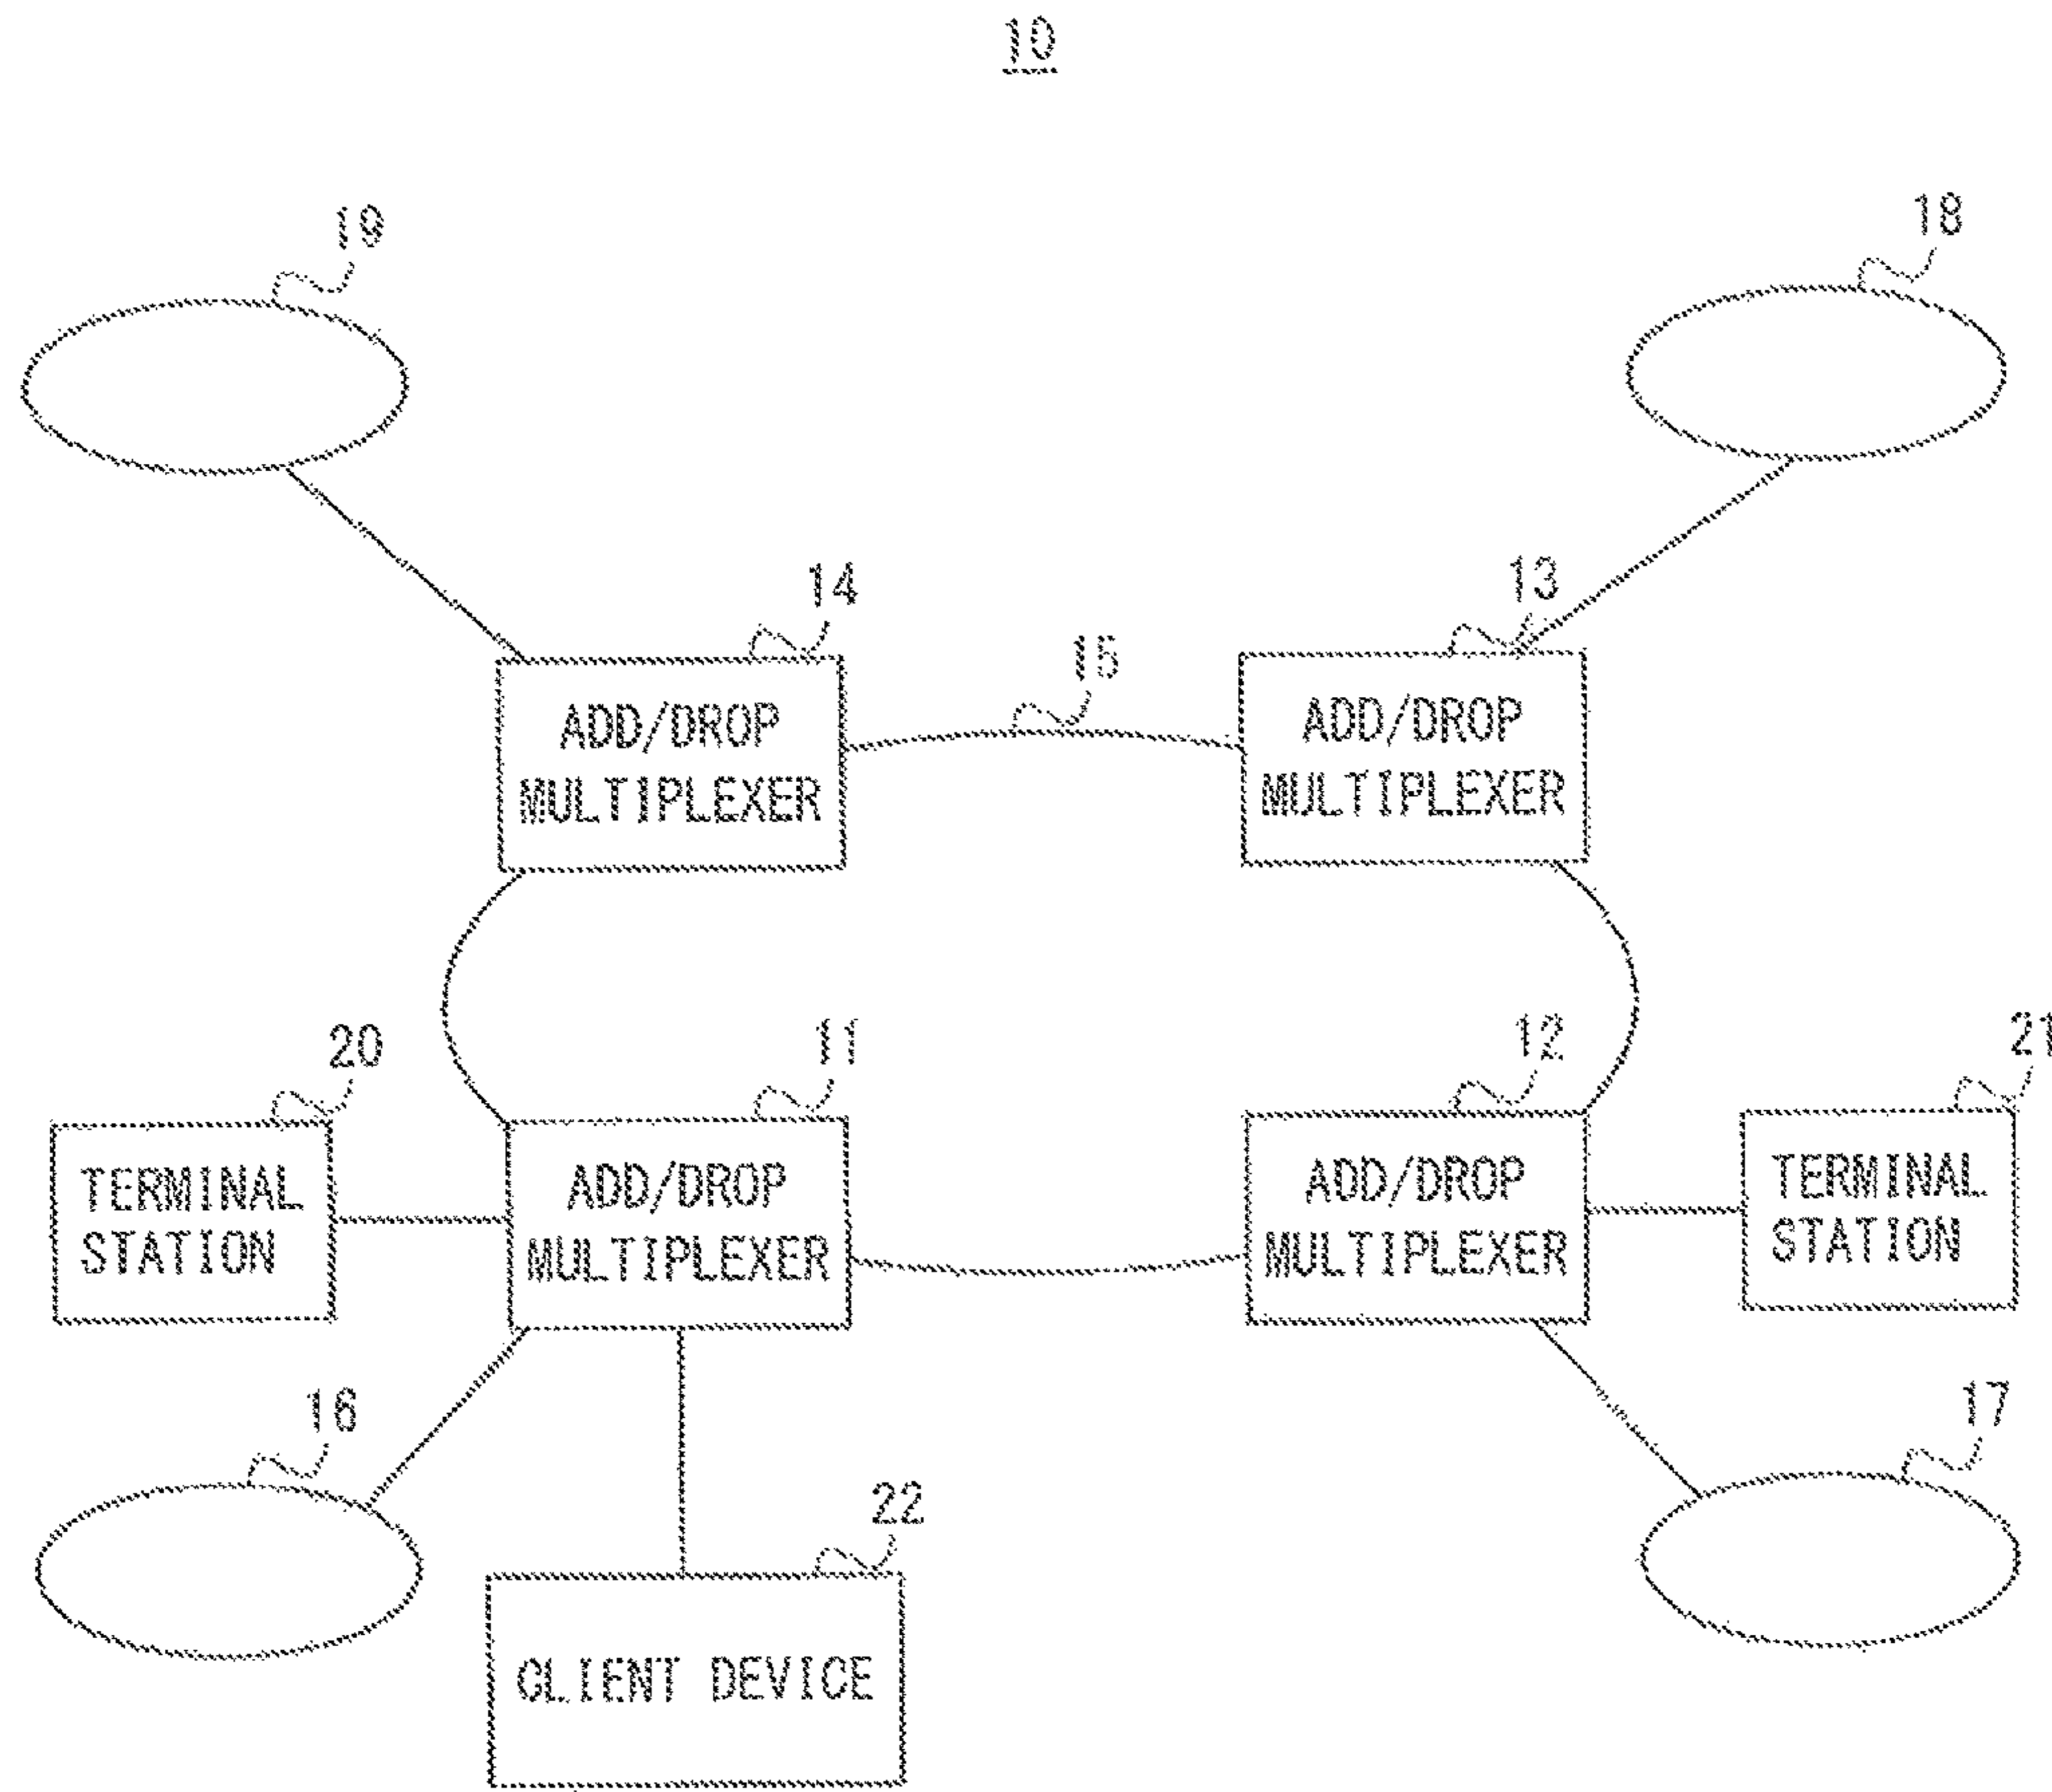 10
19
18
14
13
15
ADD/DROP
MULTIPLEXER
ADD/DROP
MULTIPLEXER
20
11
12
21
TERMINAL
STATION
ADD/DROP
MULTIPLEXER
ADD/DROP
MULTIPLEXER
TERMINAL
STATION
16
17
22
CLIENT DEVICE